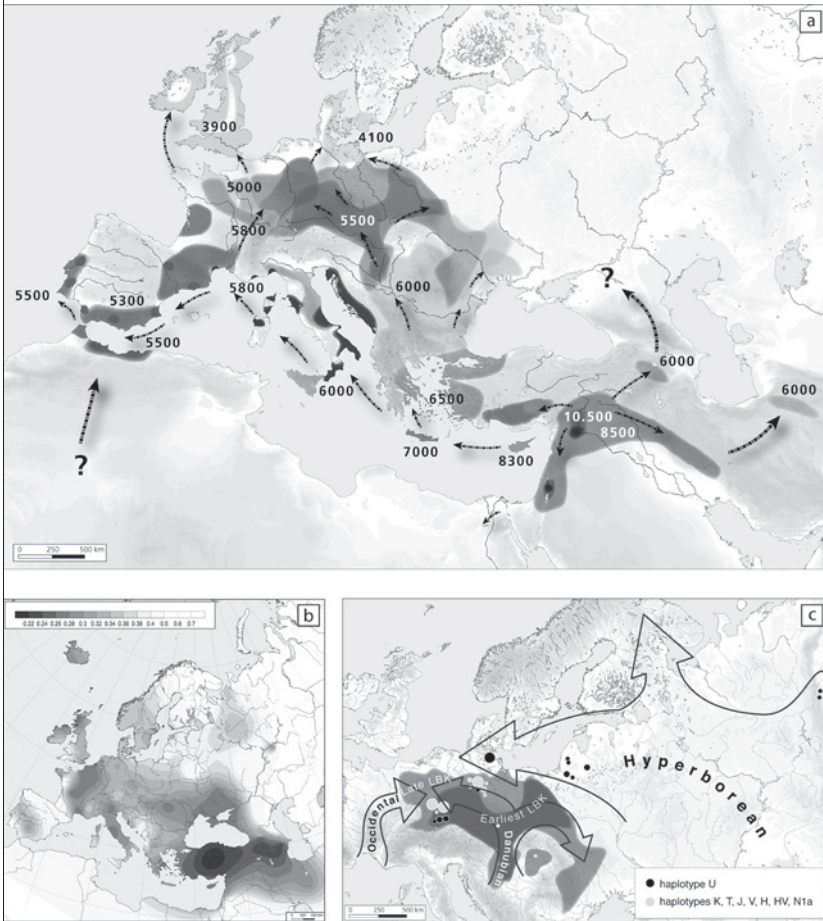 a
3900
4100
5000
5500
5800
6000
?
5500
5300
5800
5500
6000
6000
6500
6000
10.500
8500
?
7000
8300
0 250 500 km
b
0.22 0.24 0.26 0.28 0.3 0.32 0.34 0.36 0.38 0.4 0.5 0.6 0.7
c
Hyperborean
Occidental
Late LBK
Earliest LBK
Danubian
haplotype U
haplotypes K, T, J, V, H, HV, N1a
0 250 500 km